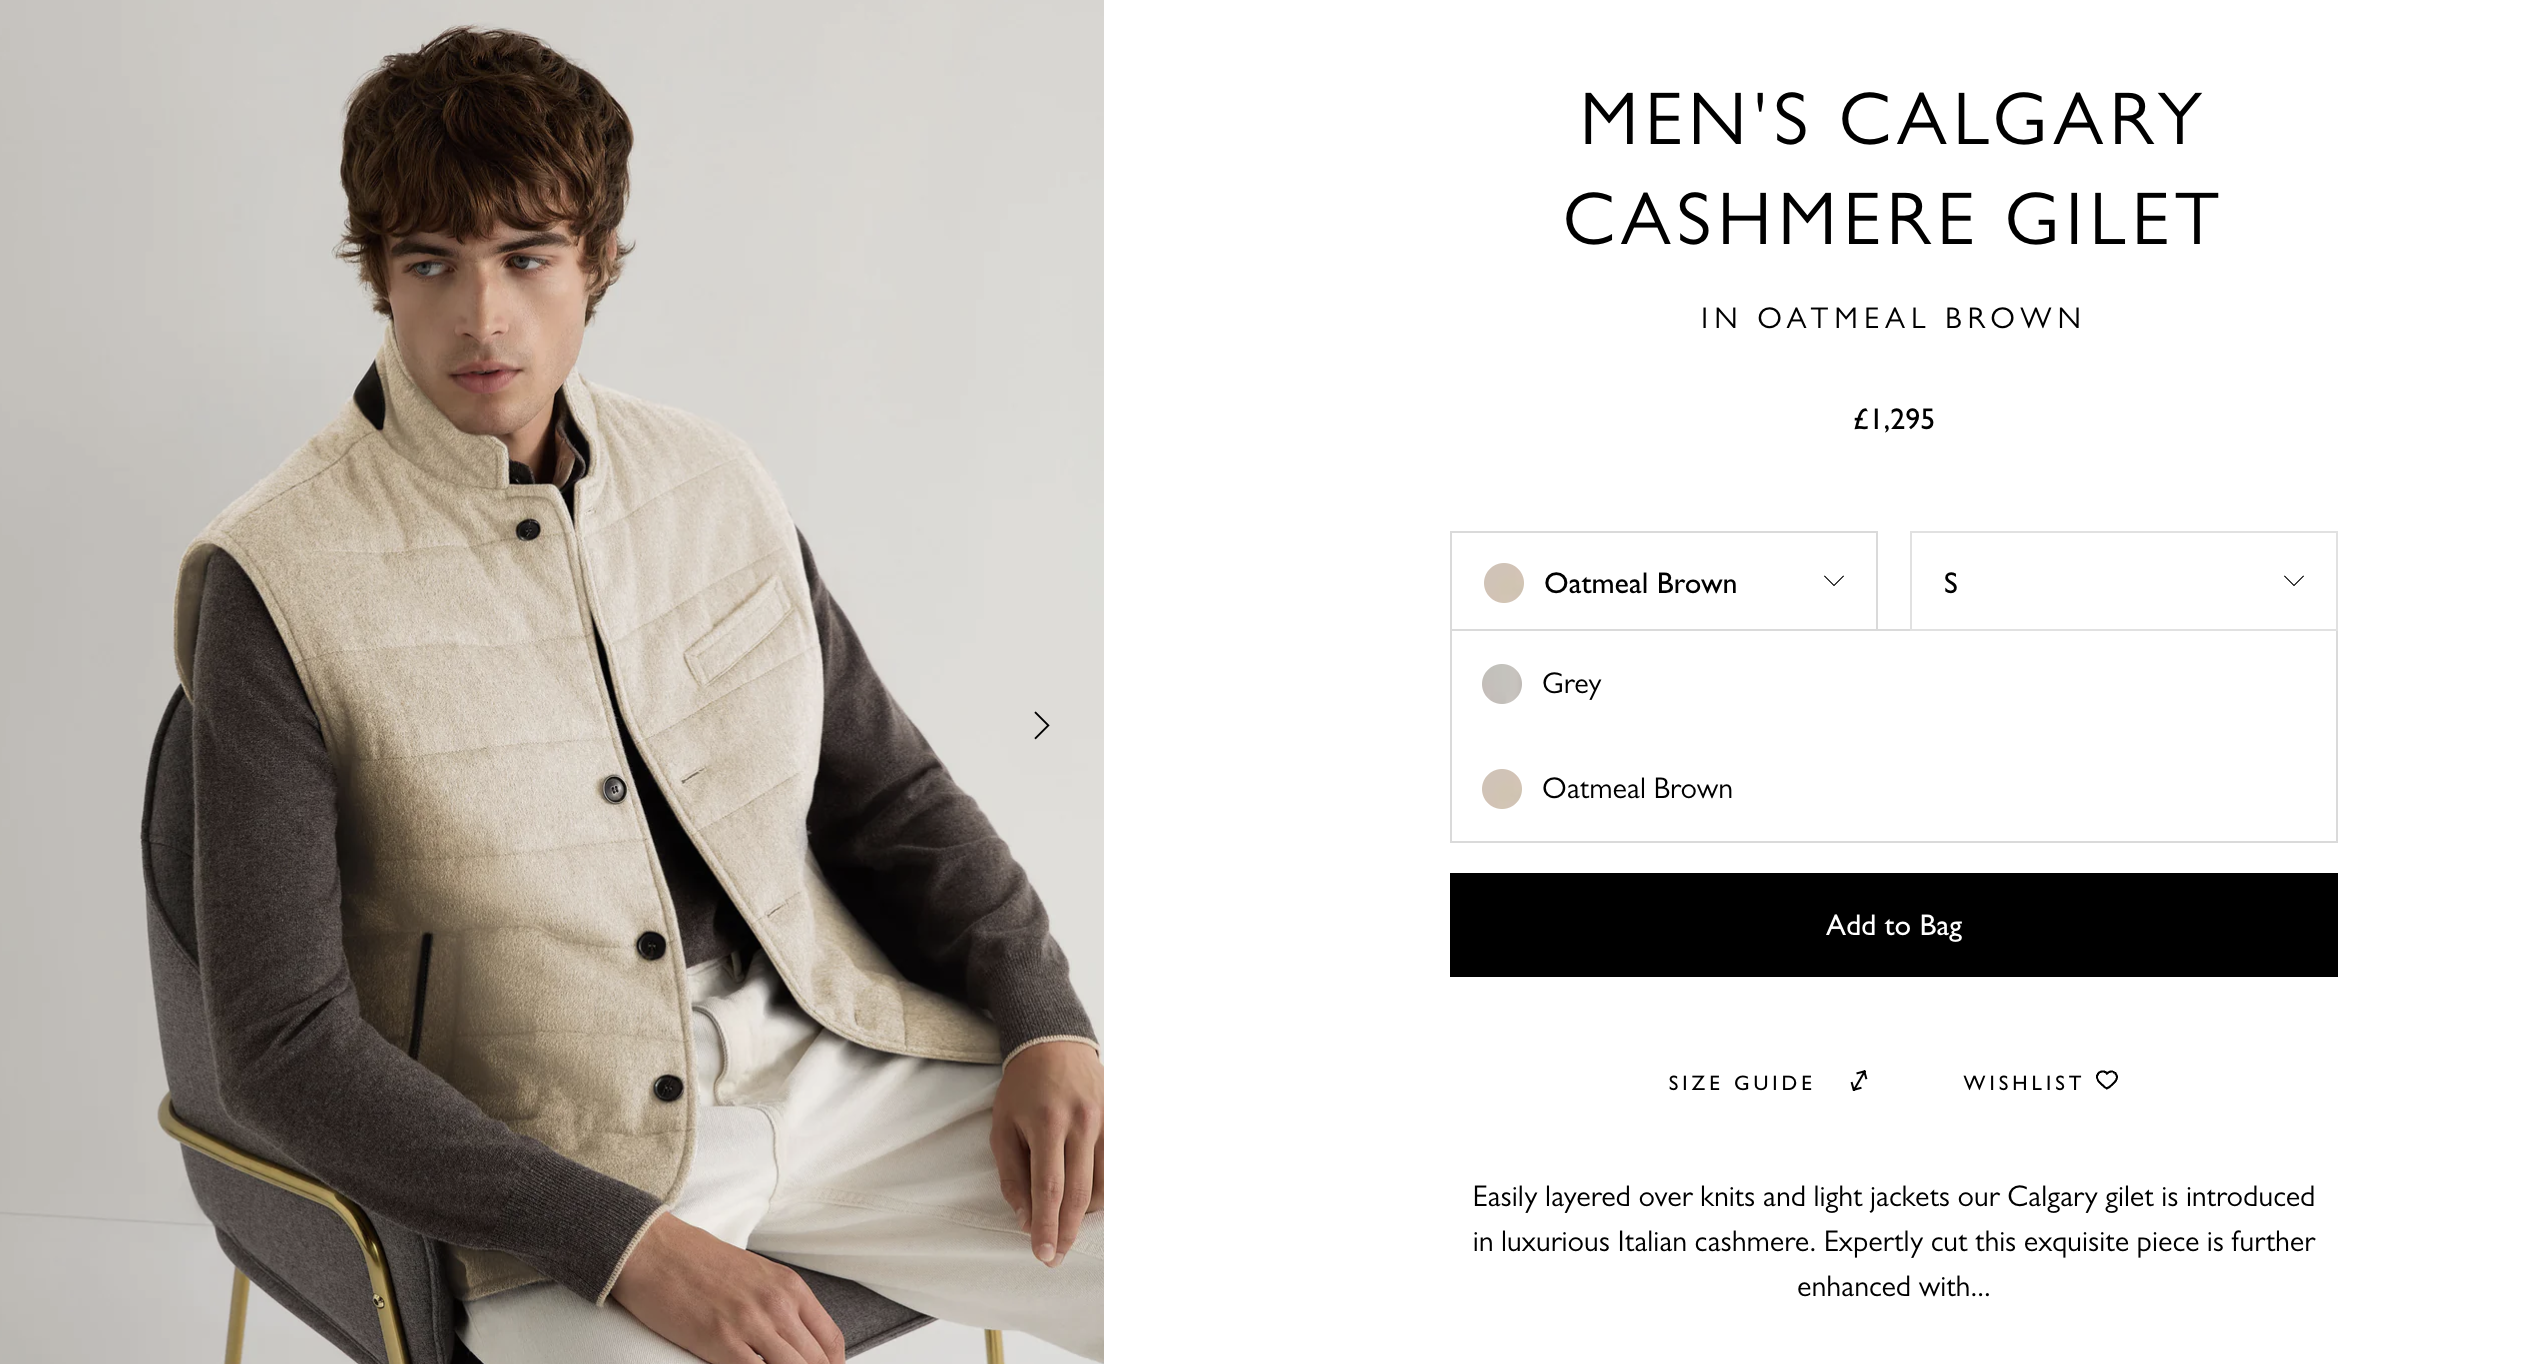 MEN'S CALGARY
CASHMERE GILET
IN OATMEAL BROWN
£1,295
Oatmeal Brown
S
Grey
Oatmeal Brown
Add to Bag
SIZE GUIDE
WISHLIST
Easily layered over knits and light jackets our Calgary gilet is introduced
in luxurious Italian cashmere. Expertly cut this exquisite piece is further
enhanced with...